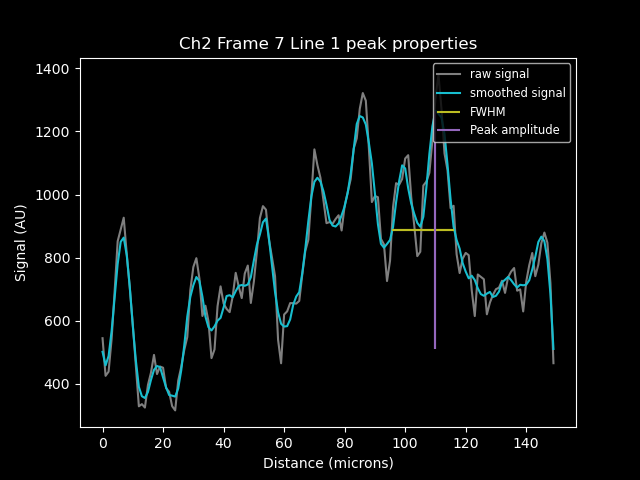 Ch2 Frame 7 Line 1 peak properties
raw signal
smoothed signal
FWHM
Peak amplitude
1400
1200
1000
800
600
400
Signal (AU)
0 20 40 60 80 100 120 140
Distance (microns)